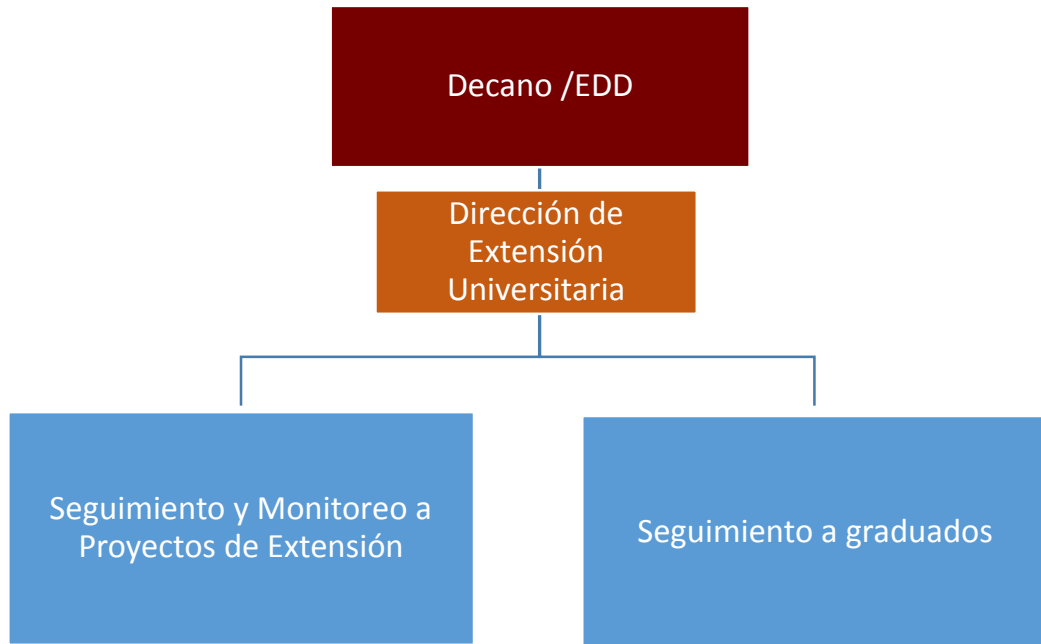 Decano /EDD
Dirección de
Extensión
Universitaria
Seguimiento y Monitoreo a
Proyectos de Extensión
Seguimiento a graduados